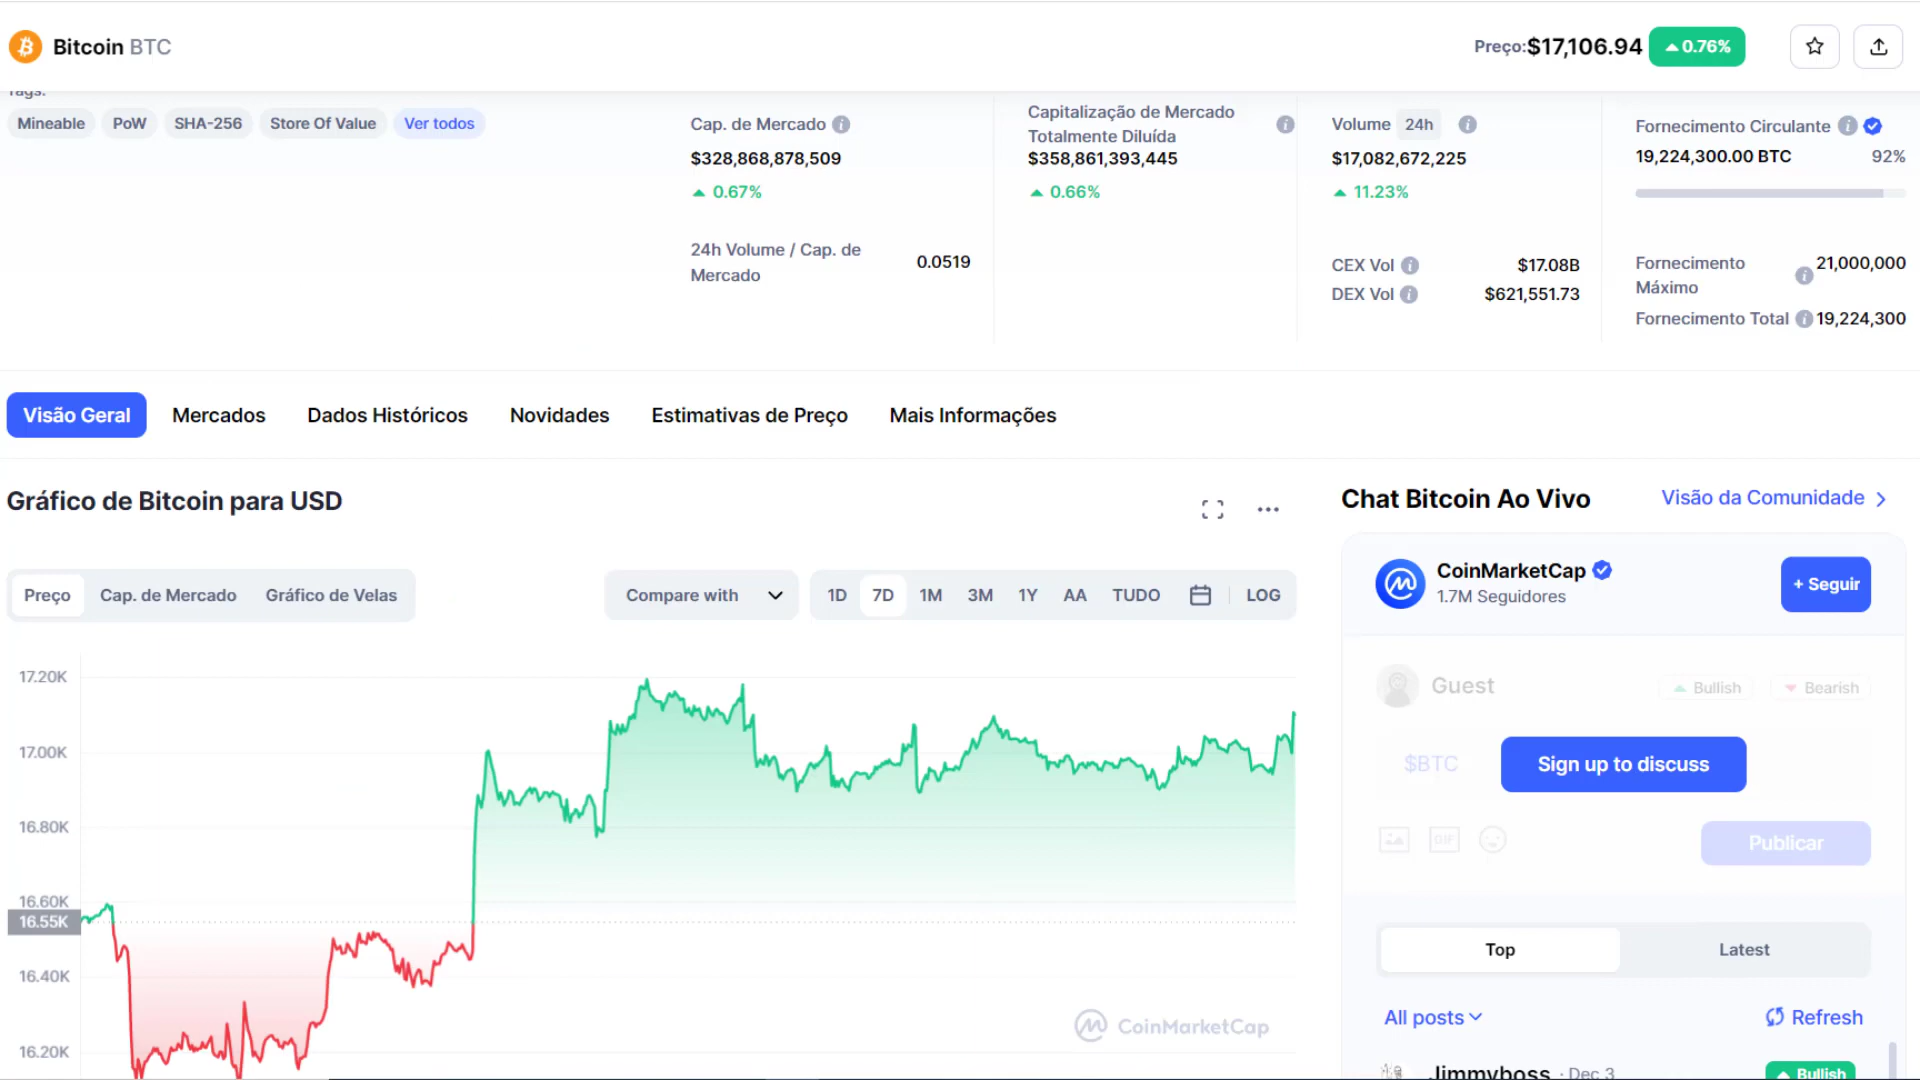 Bitcoin BTC
Preço:$17,106.94 0.76%
Tags:
Mineable PoW SHA-256 Store Of Value Ver todos
Cap. de Mercado
$328,868,878,509
0.67%
24h Volume / Cap. de
Mercado
0.0519
Capitalização de Mercado
Totalmente Diluída
$358,861,393,445
0.66%
Volume 24h
$17,082,672,225
11.23%
CEX Vol $17.08B
DEX Vol $621,551.73
Fornecimento Circulante
19,224,300.00 BTC 92%
Fornecimento
Máximo
21,000,000
Fornecimento Total 19,224,300
Visão Geral Mercados Dados Históricos Novidades Estimativas de Preço Mais Informações
Gráfico de Bitcoin para USD
Preço Cap. de Mercado Gráfico de Velas
Compare with
1D 7D 1M 3M 1Y AA TUDO LOG
17.20K
17.00K
16.80K
16.60K
16.55K
16.40K
16.20K
CoinMarketCap
Chat Bitcoin Ao Vivo Visão da Comunidade
CoinMarketCap
1.7M Seguidores
+ Seguir
Guest Bullish Bearish
$BTC
Sign up to discuss
GIF
Publicar
Top Latest
All posts Refresh
Jimmyboss · Dec 3 Bullish